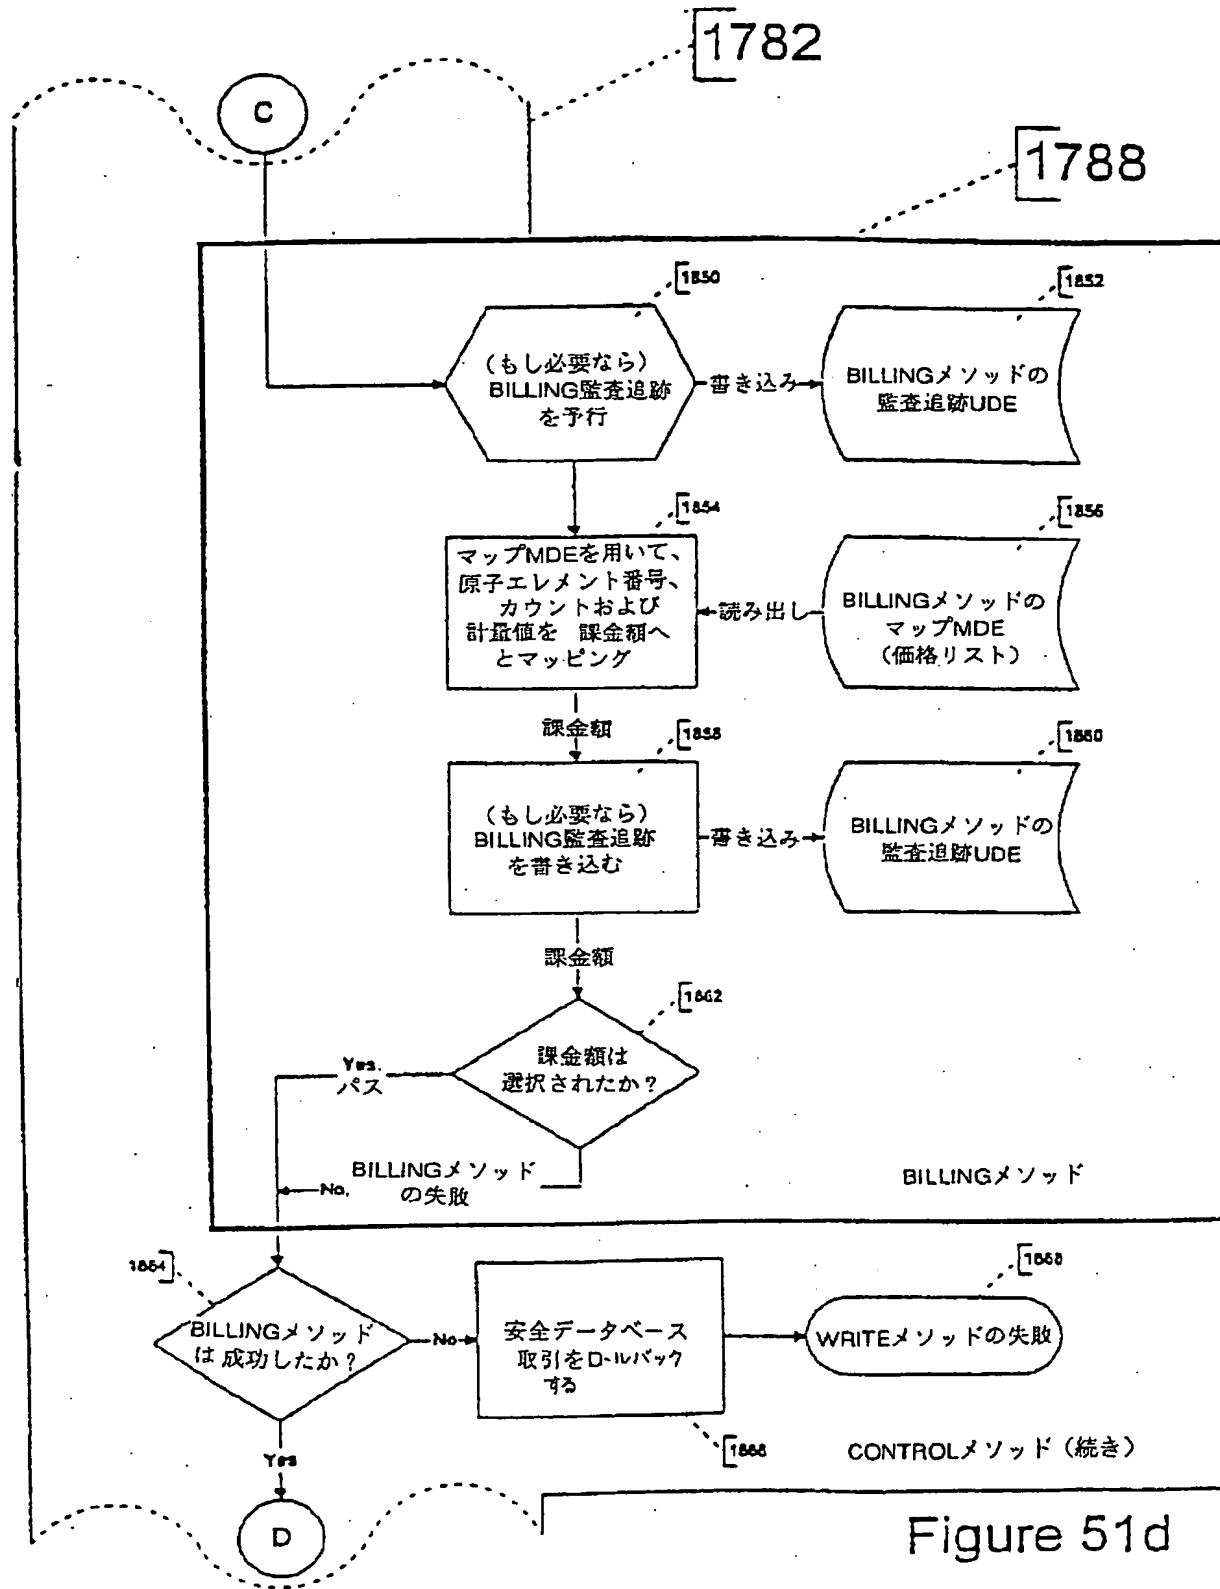 1782
C
1788
1850
1852
(もし必要なら)
BILLING監査追跡
を予行
書き込み
BILLINGメソッドの
監査追跡UDE
1854
1856
マップMDEを用いて、
原子エレメント番号、
カウントおよび
計量値を 課金額へ
とマッピング
読み出し
BILLINGメソッドの
マップMDE
(価格リスト)
課金額
1858
1860
(もし必要なら)
BILLING監査追跡
を書き込む
書き込み
BILLINGメソッドの
監査追跡UDE
課金額
1862
課金額は
選択されたか?
Yes.
パス
BILLINGメソッド
の失敗
No.
BILLINGメソッド
1864
1868
BILLINGメソッド
は 成功したか?
No
安全データベース
取引をロールバック
する
WRITEメソッドの失敗
1866
CONTROLメソッド(続き)
Yes
D
Figure 51d